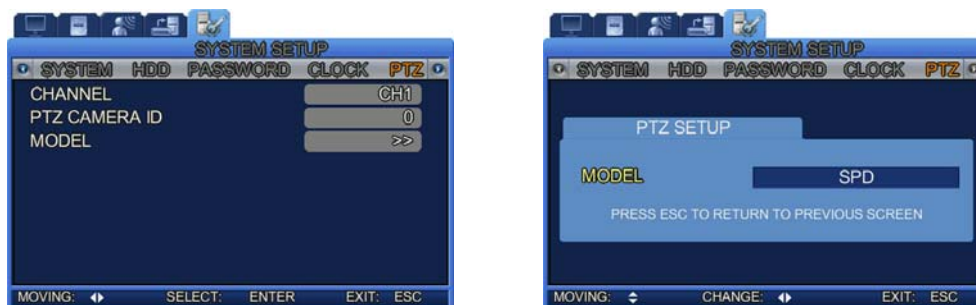 SYSTEM SETUP
SYSTEM HDD PASSWORD CLOCK PTZ
CHANNEL CH1
PTZ CAMERA ID 0
MODEL >>
MOVING: SELECT: ENTER EXIT: ESC
SYSTEM SETUP
SYSTEM HDD PASSWORD CLOCK PTZ
PTZ SETUP
MODEL SPD
PRESS ESC TO RETURN TO PREVIOUS SCREEN
MOVING: CHANGE: EXIT: ESC